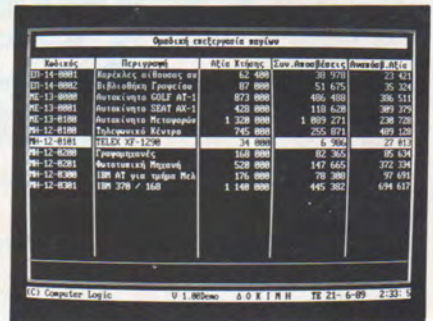 Ομαδική επεξεργασία παγίων
Κωδικός Περιγραφή Αξία Κτήσης Συν.Αποσβέσεις Αναπόσβ.Αξία
ΕΠ-14-0001 Καρέκλες αίθουσας συ 62 400 38 978 23 421
ΕΠ-14-0002 Βιβλιοθήκη Γραφείου 87 000 51 675 35 324
ΜΕ-13-0000 Αυτοκίνητο GOLF AT-1 873 000 486 488 386 511
ΜΕ-13-0001 Αυτοκίνητο SEAT AX-1 428 000 118 620 309 379
ΜΕ-13-0100 Αυτοκίνητο Μεταφορών 1 320 000 1 089 271 230 728
ΜΗ-12-0100 Τηλεφωνικό Κέντρο 745 000 255 871 489 128
ΜΗ-12-0101 TELEX XF-1290 34 000 6 986 27 013
ΜΗ-12-0200 Γραφομηχανές 168 000 82 365 85 634
ΜΗ-12-0201 Φωτοτυπική Μηχανή 520 000 147 665 372 334
ΜΗ-12-0300 IBM AT για τμήμα Μελ 176 000 78 308 97 691
ΜΗ-12-0301 IBM 370 / 168 1 140 000 445 382 694 617
(C) Computer Logic V 1.00Demo Δ Ο Κ Ι Μ Η ΤΕ 21- 6-89 2:33: 5